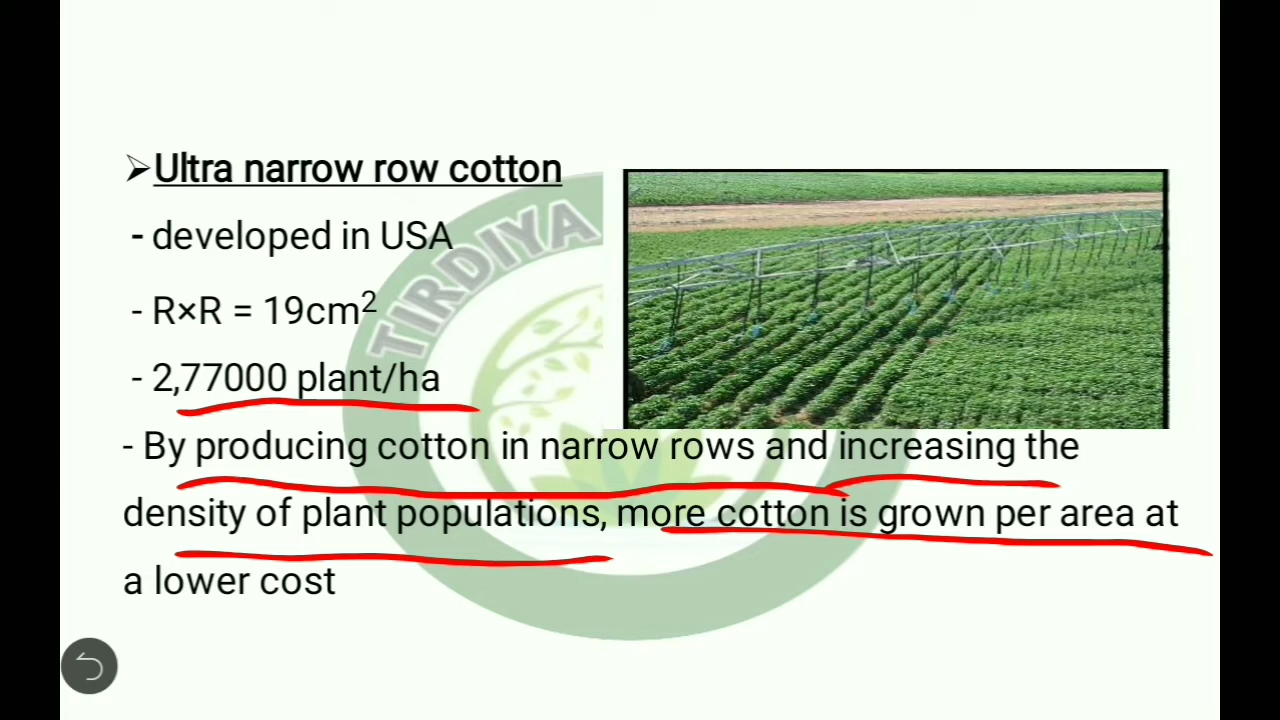 ➢Ultra narrow row cotton
- developed in USA
- R×R = 19cm²
- 2,77000 plant/ha
- By producing cotton in narrow rows and increasing the
density of plant populations, more cotton is grown per area at
a lower cost
TIRDIYA